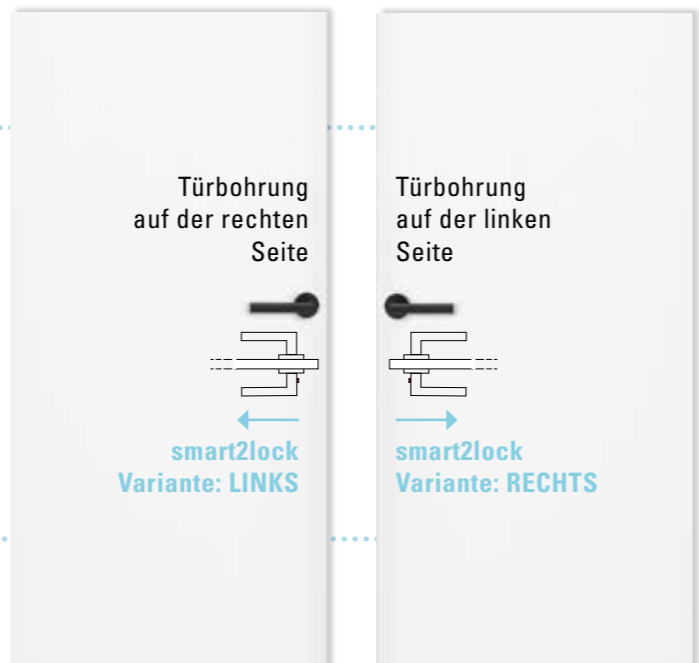 Türbohrung
auf der rechten
Seite
smart2lock
Variante: LINKS
Türbohrung
auf der linken
Seite
smart2lock
Variante: RECHTS